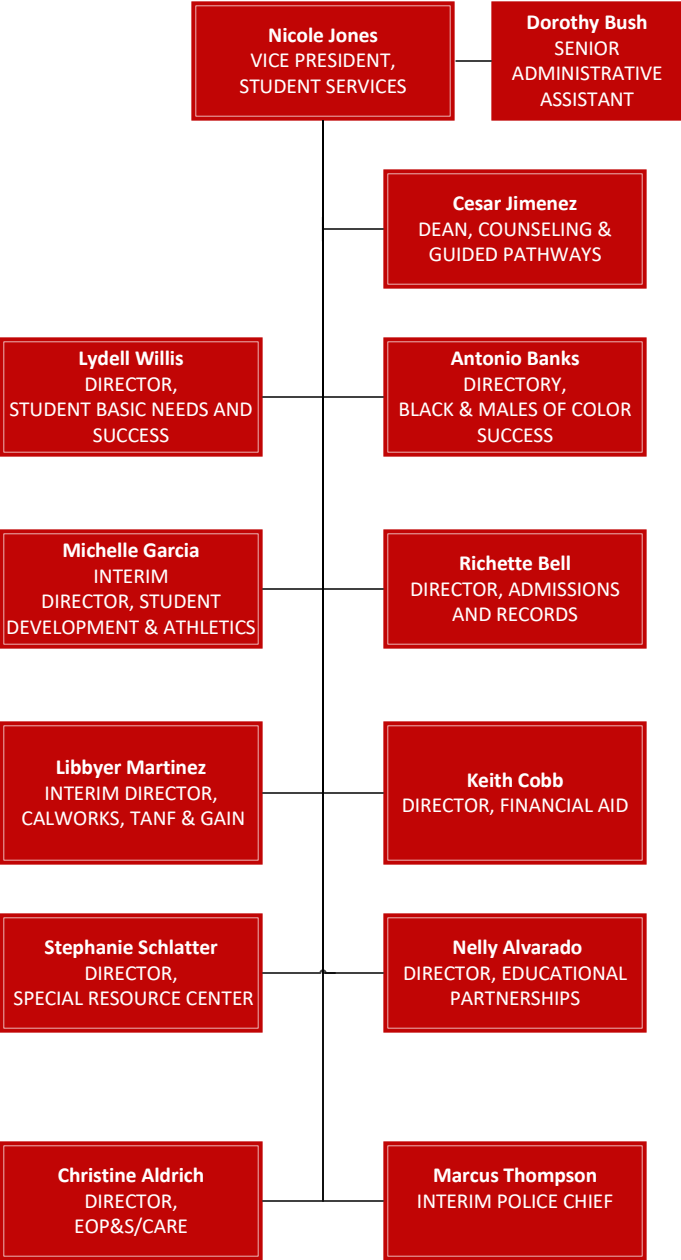 Nicole Jones
VICE PRESIDENT,
STUDENT SERVICES
Dorothy Bush
SENIOR
ADMINISTRATIVE
ASSISTANT
Cesar Jimenez
DEAN, COUNSELING &
GUIDED PATHWAYS
Lydell Willis
DIRECTOR,
STUDENT BASIC NEEDS AND
SUCCESS
Antonio Banks
DIRECTORY,
BLACK & MALES OF COLOR
SUCCESS
Michelle Garcia
INTERIM
DIRECTOR, STUDENT
DEVELOPMENT & ATHLETICS
Richette Bell
DIRECTOR, ADMISSIONS
AND RECORDS
Libbyer Martinez
INTERIM DIRECTOR,
CALWORKS, TANF & GAIN
Keith Cobb
DIRECTOR, FINANCIAL AID
Stephanie Schlatter
DIRECTOR,
SPECIAL RESOURCE CENTER
Nelly Alvarado
DIRECTOR, EDUCATIONAL
PARTNERSHIPS
Christine Aldrich
DIRECTOR,
EOP&S/CARE
Marcus Thompson
INTERIM POLICE CHIEF